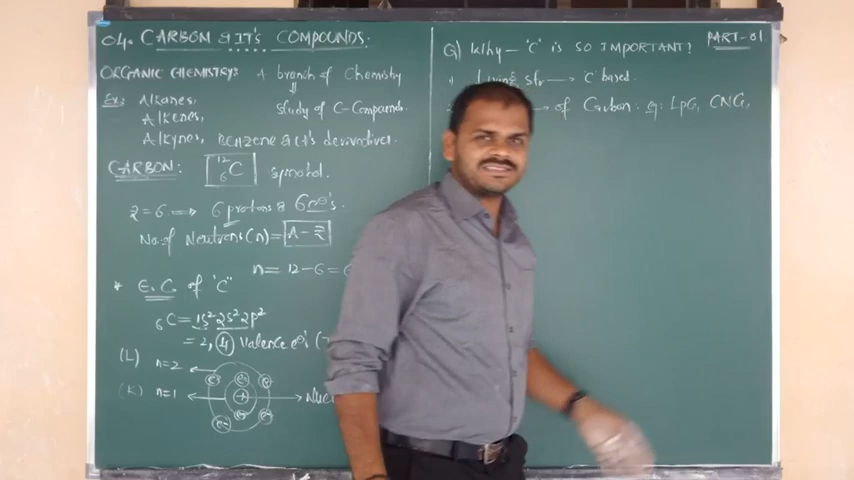 04. CARBON & IT'S COMPOUNDS.
ORGANIC CHEMISTRY: A branch of Chemistry
⇓
study of C-Compounds.
Ex: Alkanes,
Alkenes,
Alkynes, Benzene & it's derivatives.
CARBON: 12 6 C symbol.
z=6 ⟹ 6 protons & 6 e⊖'s.
No. of Neutrons (n) = A-Z
n = 12-6 = 6
* E.C. of "C"
6C = 1s² 2s² 2p²
= 2, 4 valence e⊖'s
(L) n=2
(K) n=1
+
PART-01
Q) Why - "C" is SO IMPORTANT?
Living str → C based.
→ of Carbon: eg: LPG, CNG,